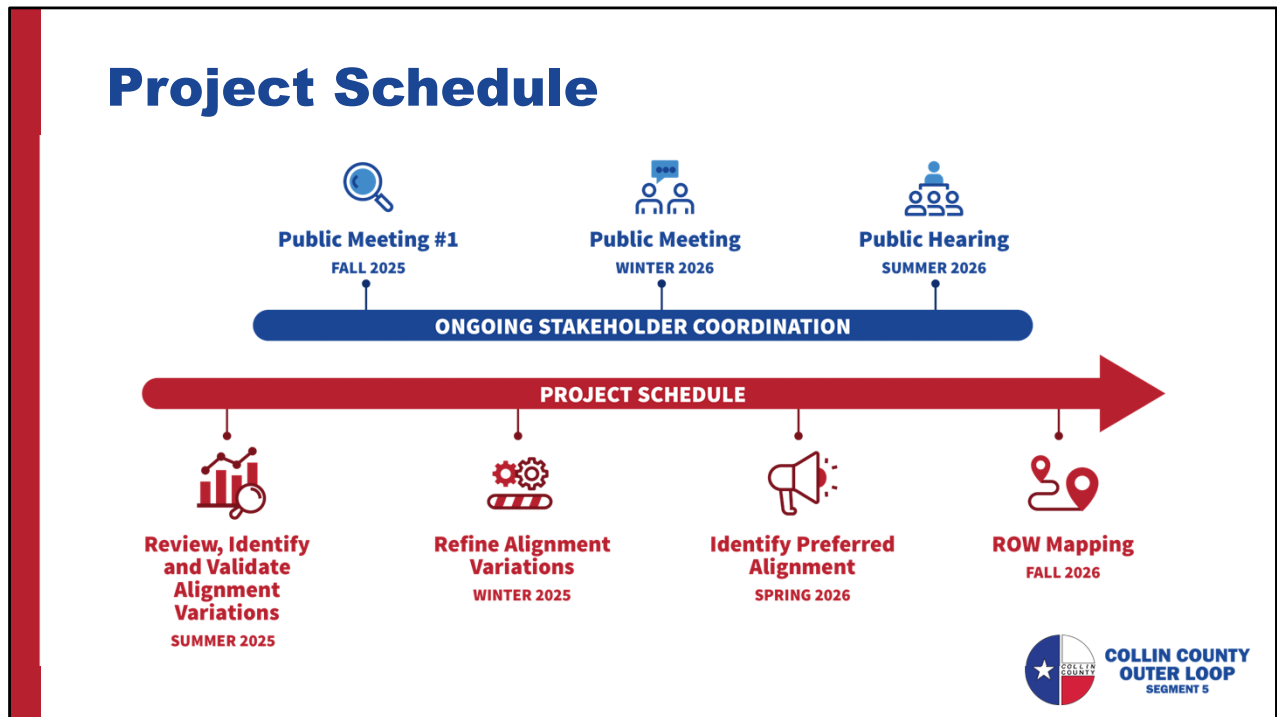 Project Schedule
Public Meeting #1
FALL 2025
Public Meeting
WINTER 2026
Public Hearing
SUMMER 2026
ONGOING STAKEHOLDER COORDINATION
PROJECT SCHEDULE
Review, Identify
and Validate
Alignment
Variations
SUMMER 2025
Refine Alignment
Variations
WINTER 2025
Identify Preferred
Alignment
SPRING 2026
ROW Mapping
FALL 2026
COLLIN
COUNTY
COLLIN COUNTY
OUTER LOOP
SEGMENT 5